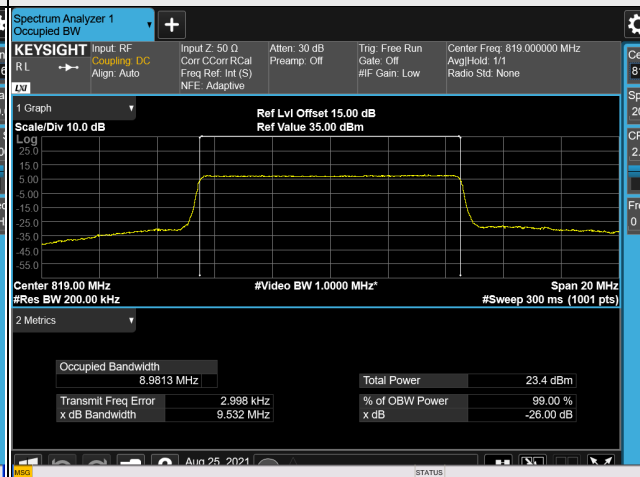 Spectrum Analyzer 1
Occupied BW
KEYSIGHT Input: RF
Coupling: DC
Align: Auto
RL
LXI
Input Z: 50 Ω
Corr CCorr RCal
Freq Ref: Int (S)
NFE: Adaptive
Atten: 30 dB
Preamp: Off
Trig: Free Run
Gate: Off
#IF Gain: Low
Center Freq: 819.000000 MHz
Avg|Hold: 1/1
Radio Std: None
1 Graph
Scale/Div 10.0 dB
Ref Lvl Offset 15.00 dB
Ref Value 35.00 dBm
Log
25.0
15.0
5.00
-5.00
-15.0
-25.0
-35.0
-45.0
-55.0
Center 819.00 MHz
#Res BW 200.00 kHz
#Video BW 1.0000 MHz*
Span 20 MHz
#Sweep 300 ms (1001 pts)
2 Metrics
Occupied Bandwidth
8.9813 MHz
Total Power 23.4 dBm
Transmit Freq Error 2.998 kHz
% of OBW Power 99.00 %
x dB Bandwidth 9.532 MHz
x dB -26.00 dB
Aug 25, 2021
MSG
STATUS